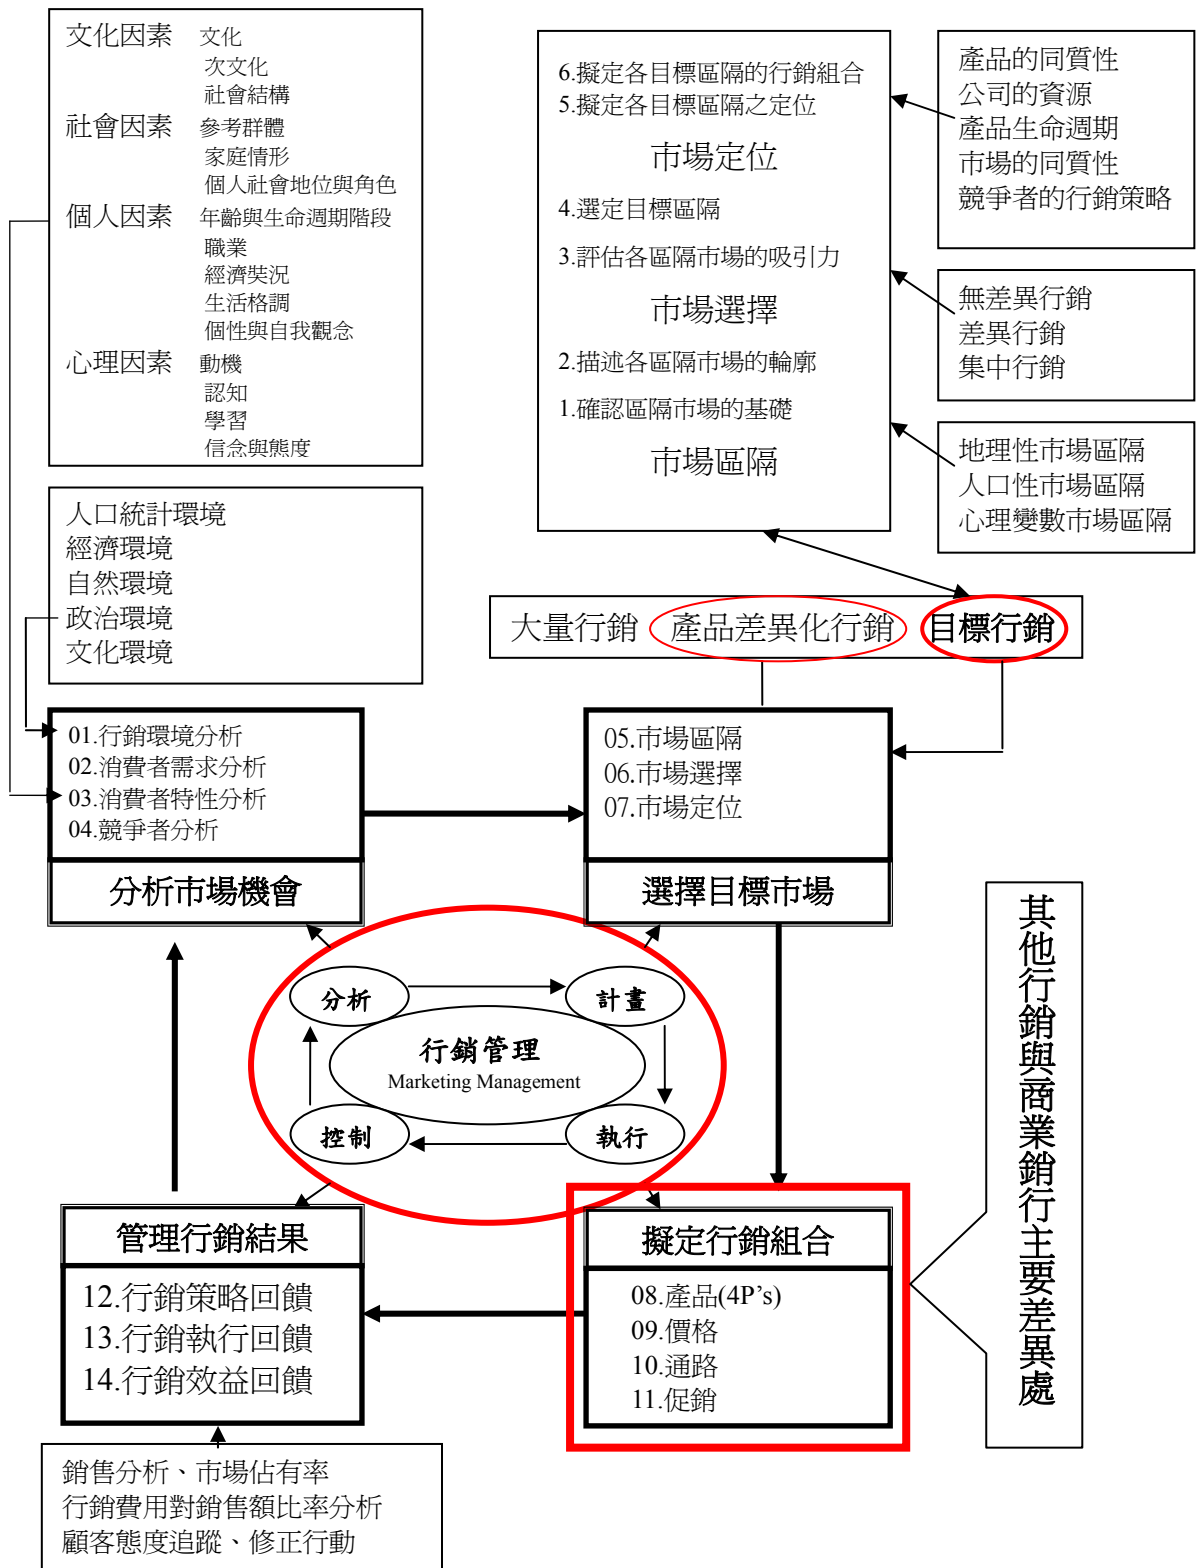 文化因素 文化
次文化
社會結構
社會因素 參考群體
家庭情形
個人社會地位與角色
個人因素 年齡與生命週期階段
職業
經濟奘況
生活格調
個性與自我觀念
心理因素 動機
認知
學習
信念與態度
6.擬定各目標區隔的行銷組合
5.擬定各目標區隔之定位
市場定位
4.選定目標區隔
3.評估各區隔市場的吸引力
市場選擇
2.描述各區隔市場的輪廓
1.確認區隔市場的基礎
市場區隔
產品的同質性
公司的資源
產品生命週期
市場的同質性
競爭者的行銷策略
無差異行銷
差異行銷
集中行銷
地理性市場區隔
人口性市場區隔
心理變數市場區隔
人口統計環境
經濟環境
自然環境
政治環境
文化環境
大量行銷 產品差異化行銷 目標行銷
01.行銷環境分析
02.消費者需求分析
03.消費者特性分析
04.競爭者分析
分析市場機會
05.市場區隔
06.市場選擇
07.市場定位
選擇目標市場
分析
計畫
行銷管理
Marketing Management
控制
執行
其他行銷與商業銷行主要差異處
管理行銷結果
12.行銷策略回饋
13.行銷執行回饋
14.行銷效益回饋
擬定行銷組合
08.產品(4P’s)
09.價格
10.通路
11.促銷
銷售分析、市場佔有率
行銷費用對銷售額比率分析
顧客態度追蹤、修正行動